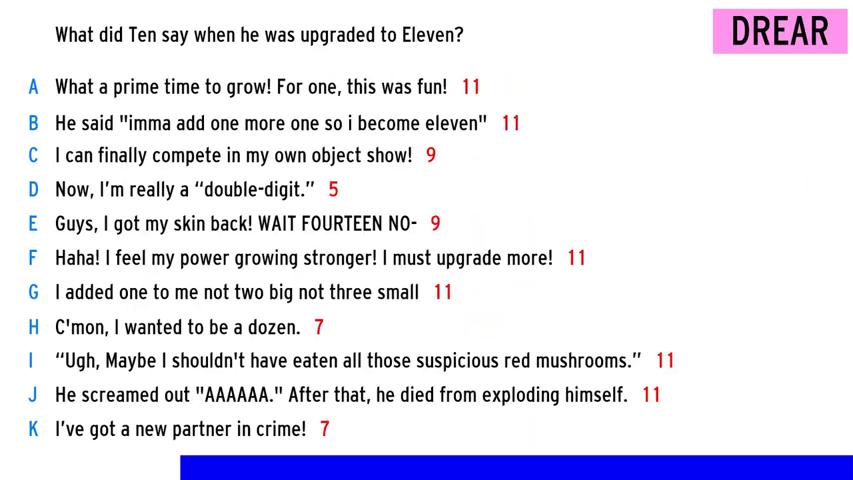 What did Ten say when he was upgraded to Eleven?
DREAR
A What a prime time to grow! For one, this was fun! 11
B He said "imma add one more one so i become eleven" 11
C I can finally compete in my own object show! 9
D Now, I’m really a “double-digit.” 5
E Guys, I got my skin back! WAIT FOURTEEN NO- 9
F Haha! I feel my power growing stronger! I must upgrade more! 11
G I added one to me not two big not three small 11
H C'mon, I wanted to be a dozen. 7
I “Ugh, Maybe I shouldn't have eaten all those suspicious red mushrooms.” 11
J He screamed out "AAAAAA." After that, he died from exploding himself. 11
K I’ve got a new partner in crime! 7